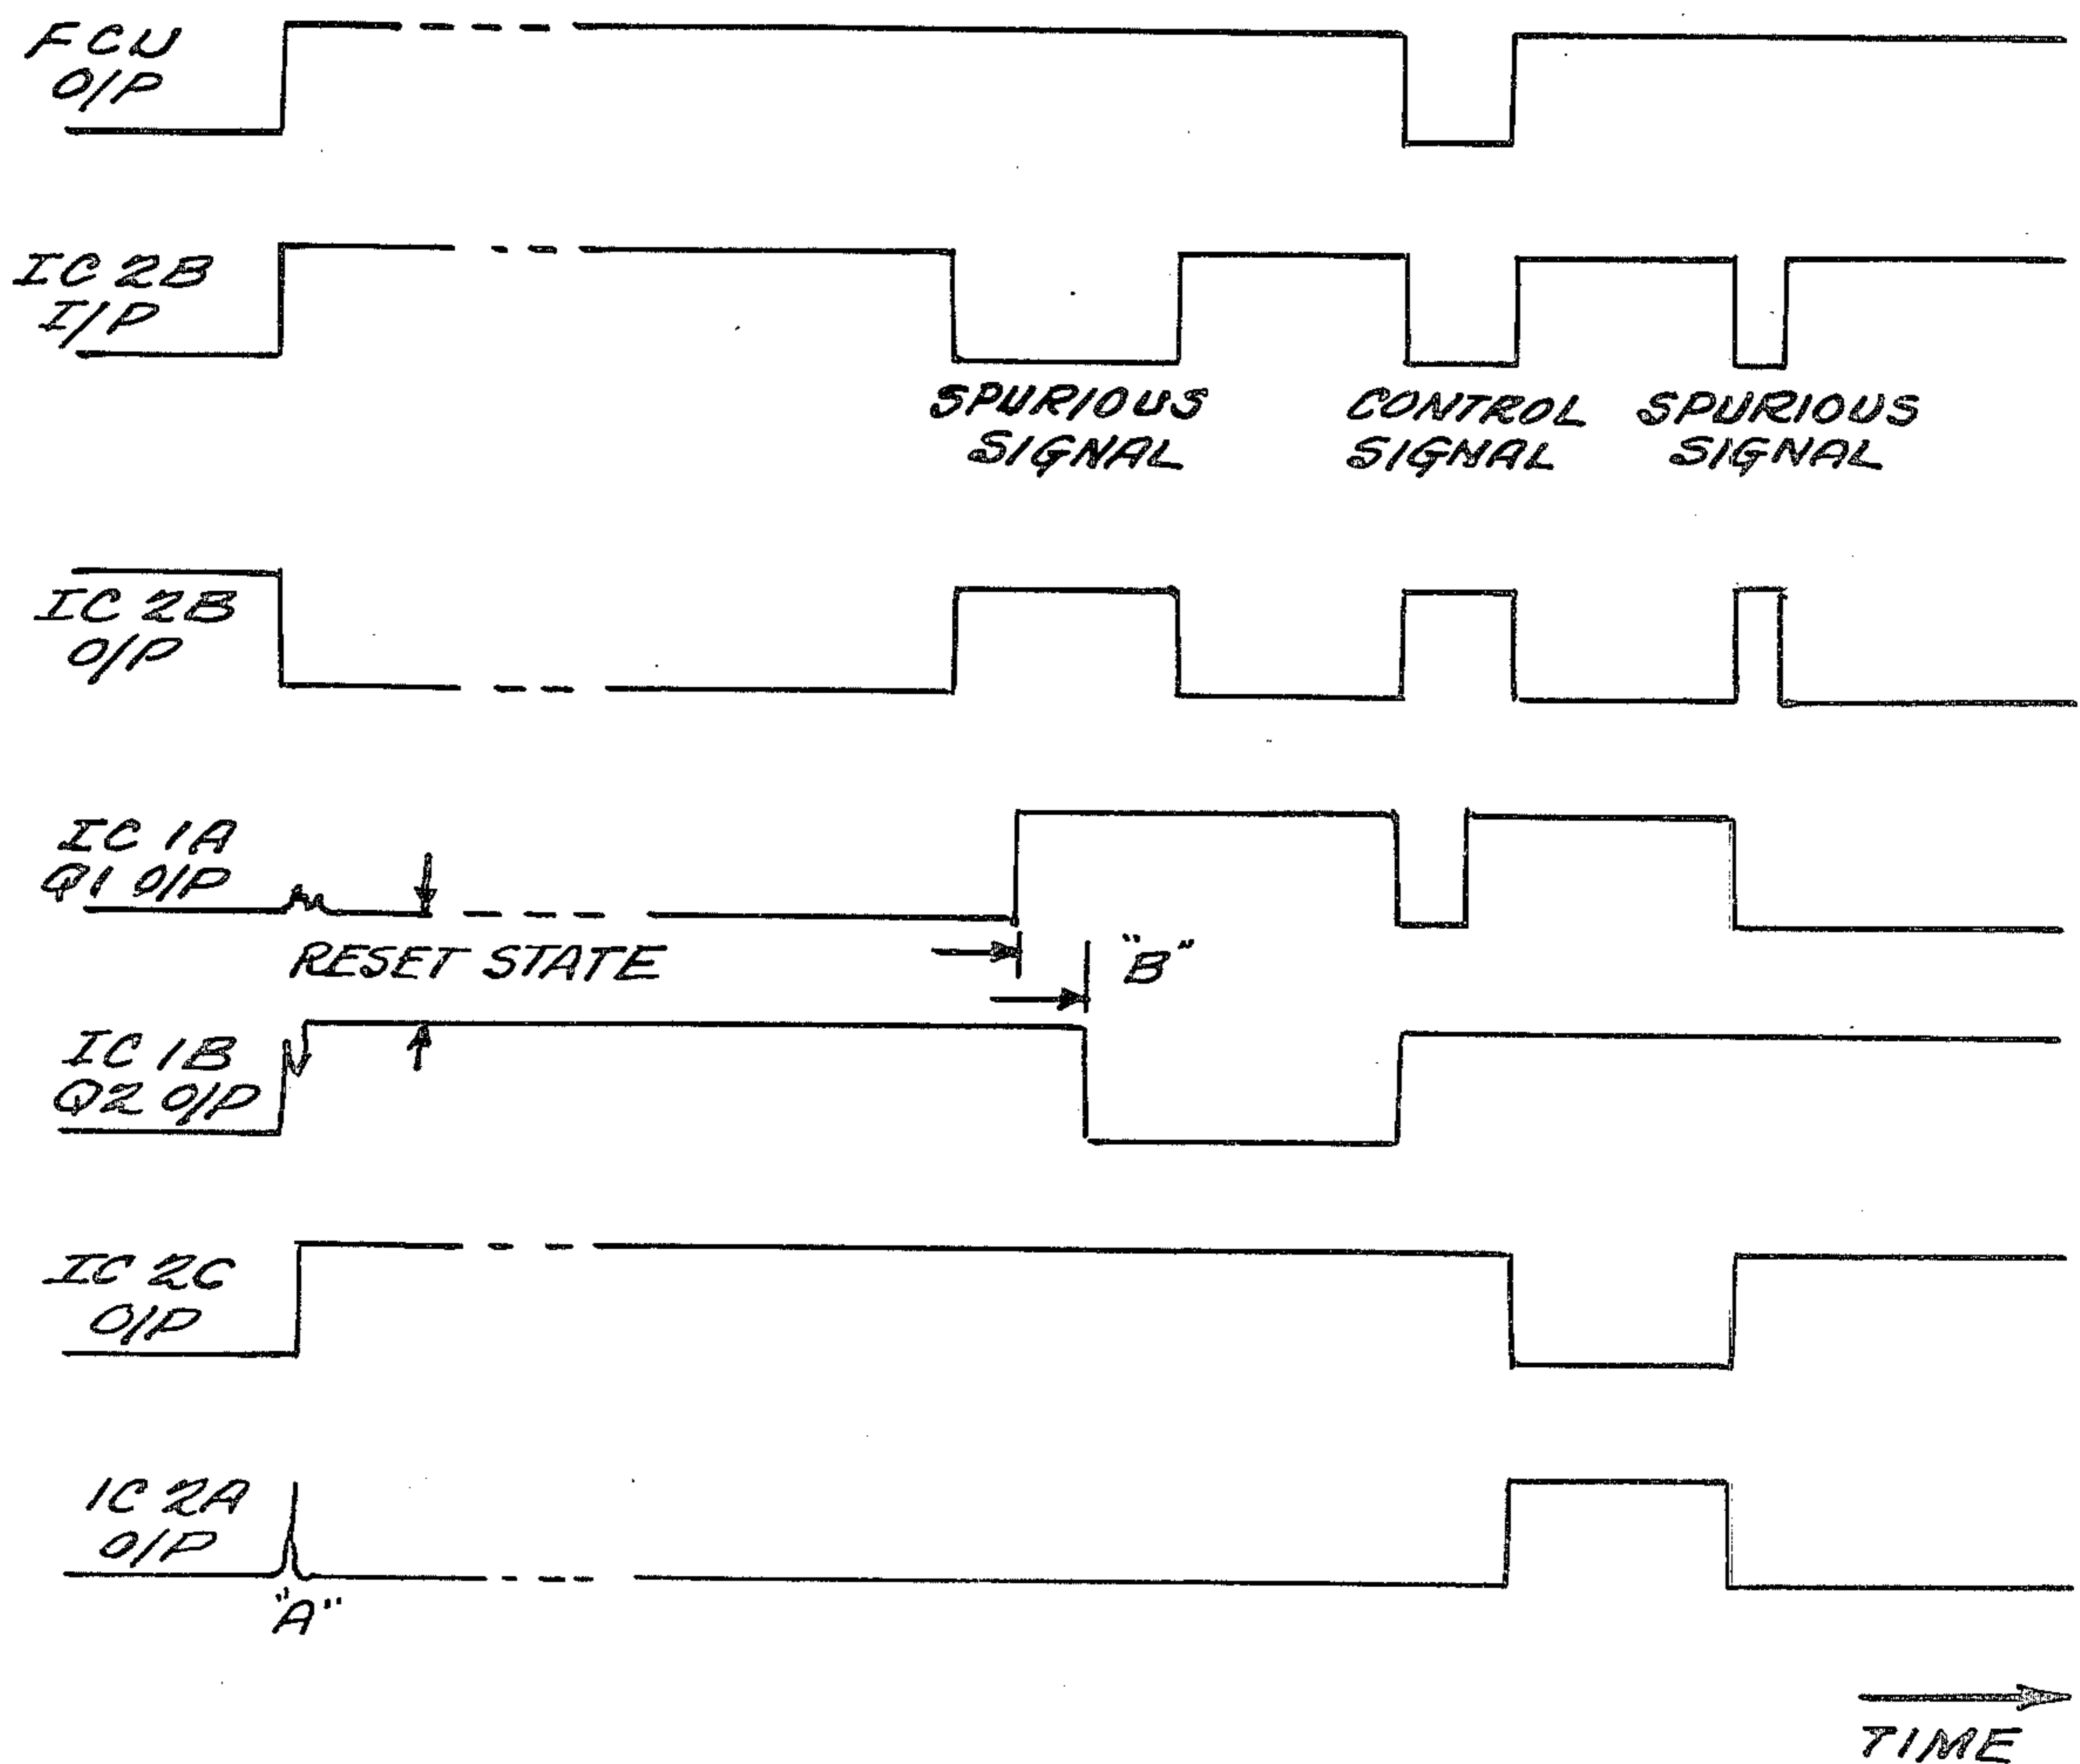 FCU
O/P
IC 2B
I/P
SPURIOUS
SIGNAL
CONTROL
SIGNAL
SPURIOUS
SIGNAL
IC 2B
O/P
IC 1A
Q1 O/P
RESET STATE
"B"
IC 1B
Q2 O/P
IC 2C
O/P
IC 2A
O/P
"A"
TIME